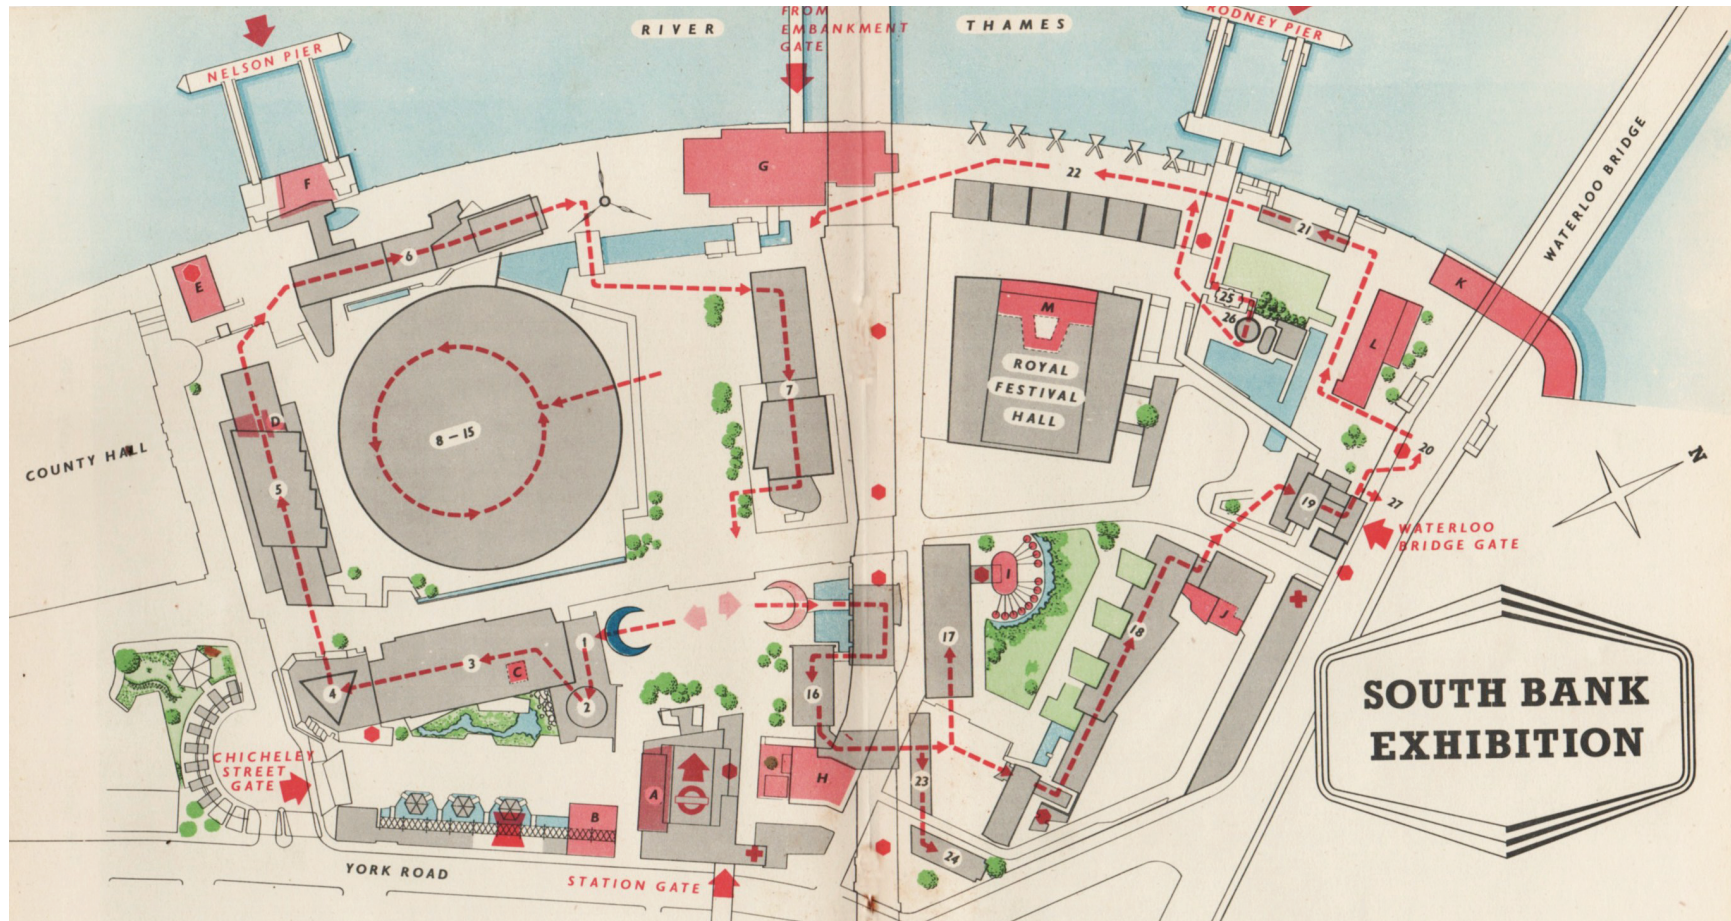 FROM
EMBANKMENT
GATE
RIVER
THAMES
RODNEY PIER
NELSON PIER
WATERLOO BRIDGE
F
G
22
21
E
6
K
25
26
M
L
ROYAL
FESTIVAL
HALL
7
D
8 – 15
COUNTY HALL
5
20
N
19
27
WATERLOO
BRIDGE GATE
I
J
1
17
18
3
C
4
2
16
SOUTH BANK
EXHIBITION
CHICHELEY
STREET
GATE
A
H
23
B
24
YORK ROAD
STATION GATE